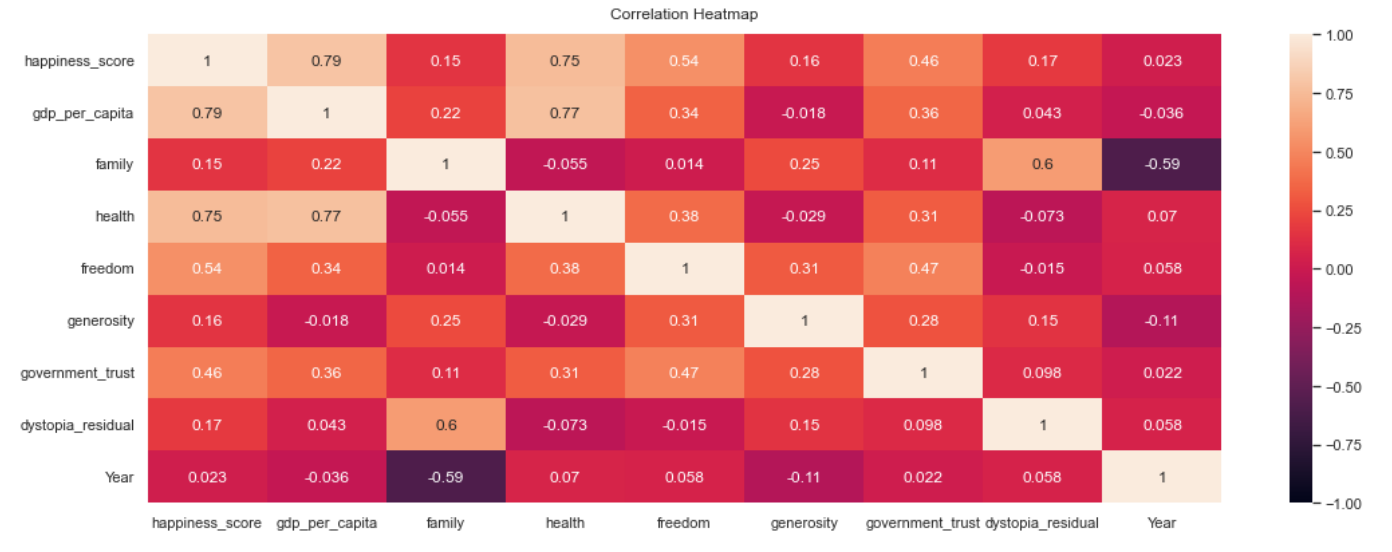 Correlation Heatmap
happiness_score 1 0.79 0.15 0.75 0.54 0.16 0.46 0.17 0.023
gdp_per_capita 0.79 1 0.22 0.77 0.34 -0.018 0.36 0.043 -0.036
family 0.15 0.22 1 -0.055 0.014 0.25 0.11 0.6 -0.59
health 0.75 0.77 -0.055 1 0.38 -0.029 0.31 -0.073 0.07
freedom 0.54 0.34 0.014 0.38 1 0.31 0.47 -0.015 0.058
generosity 0.16 -0.018 0.25 -0.029 0.31 1 0.28 0.15 -0.11
government_trust 0.46 0.36 0.11 0.31 0.47 0.28 1 0.098 0.022
dystopia_residual 0.17 0.043 0.6 -0.073 -0.015 0.15 0.098 1 0.058
Year 0.023 -0.036 -0.59 0.07 0.058 -0.11 0.022 0.058 1
happiness_score gdp_per_capita family health freedom generosity government_trust dystopia_residual Year
1.00
0.75
0.50
0.25
0.00
−0.25
−0.50
−0.75
−1.00